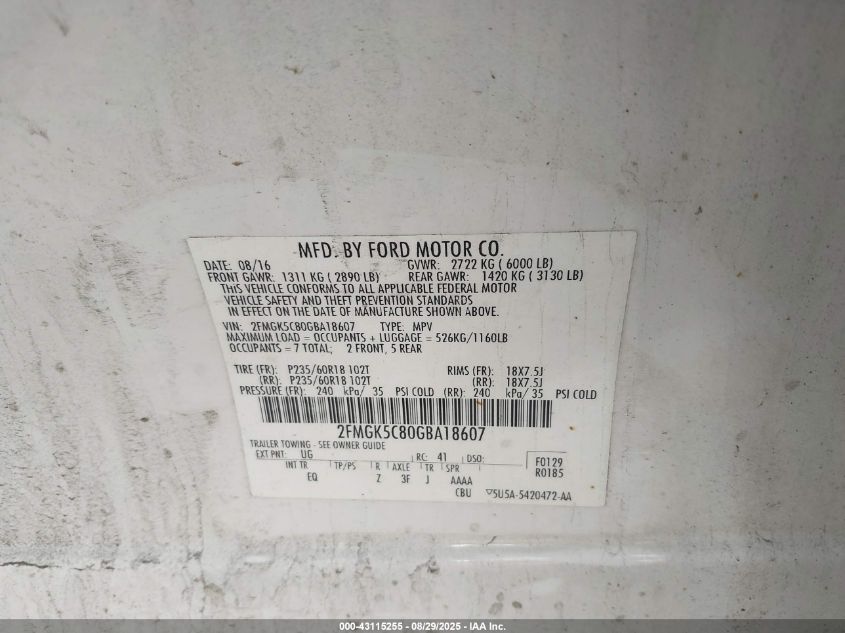 MFD. BY FORD MOTOR CO.
DATE: 08/16 GVWR: 2722 KG ( 6000 LB)
FRONT GAWR: 1311 KG ( 2890 LB) REAR GAWR: 1420 KG ( 3130 LB)
THIS VEHICLE CONFORMS TO ALL APPLICABLE FEDERAL MOTOR
VEHICLE SAFETY AND THEFT PREVENTION STANDARDS
IN EFFECT ON THE DATE OF MANUFACTURE SHOWN ABOVE.
VIN: 2FMGK5C80GBA18607 TYPE: MPV
MAXIMUM LOAD = OCCUPANTS + LUGGAGE = 526KG/1160LB
OCCUPANTS = 7 TOTAL; 2 FRONT, 5 REAR
TIRE (FR): P235/60R18 102T RIMS (FR): 18X7.5J
(RR): P235/60R18 102T (RR): 18X7.5J
PRESSURE (FR): 240 kPa/ 35 PSI COLD (RR): 240 kPa/ 35 PSI COLD
2FMGK5C80GBA18607
TRAILER TOWING - SEE OWNER GUIDE
EXT PNT: UG RC: 41 DSO: F0129
INT TR TP/PS R AXLE TR SPR R0185
EQ Z 3F J AAAA
CBU ▽5U5A-5420472-AA
000-43115255 - 08/29/2025 - IAA Inc.